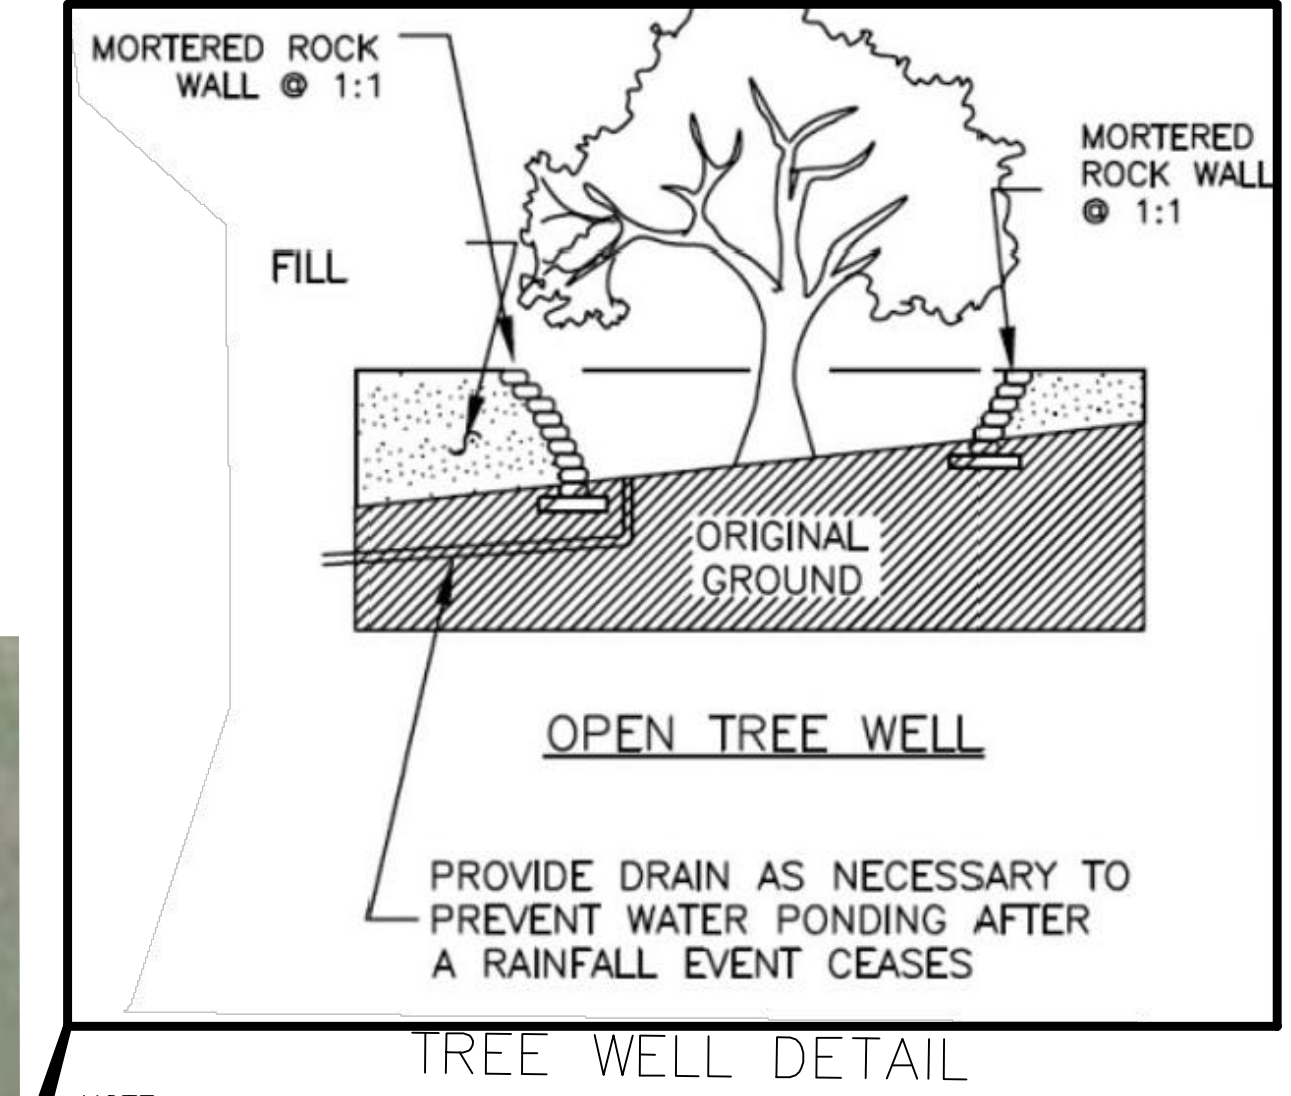 MORTERED ROCK
WALL @ 1:1
MORTERED
ROCK WALL
@ 1:1
FILL
ORIGINAL
GROUND
OPEN TREE WELL
PROVIDE DRAIN AS NECESSARY TO
PREVENT WATER PONDING AFTER
A RAINFALL EVENT CEASES
TREE WELL DETAIL